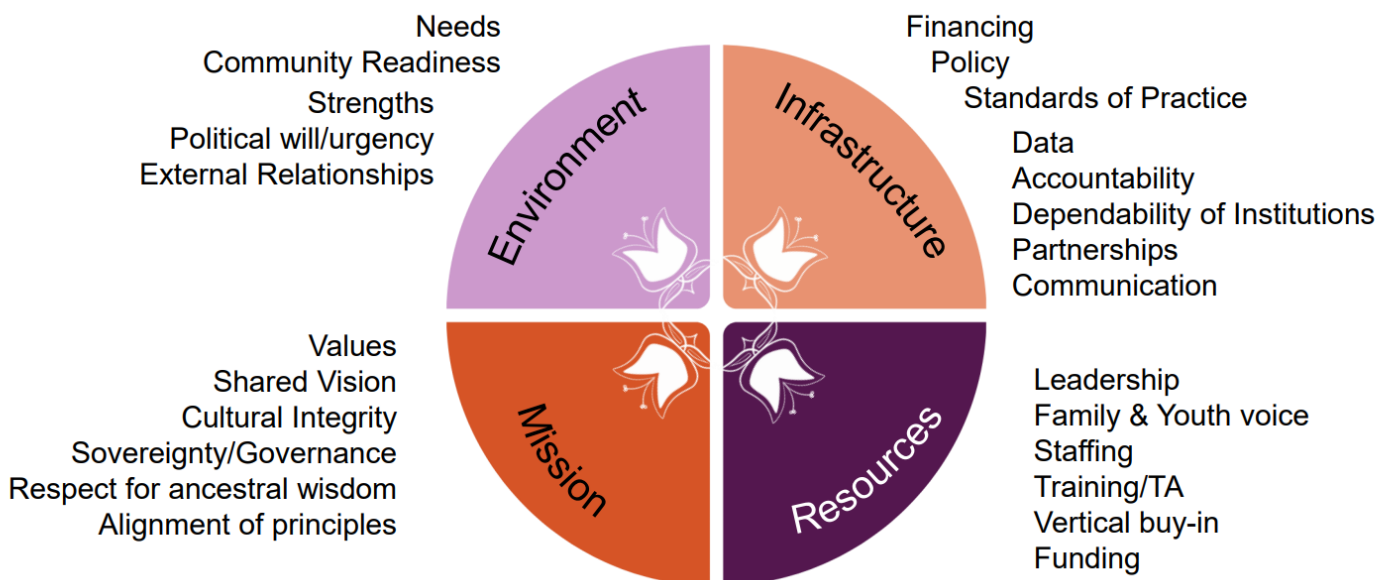 Needs
Community Readiness
Strengths
Political will/urgency
External Relationships
Environment
Financing
Policy
Standards of Practice
Data
Accountability
Dependability of Institutions
Partnerships
Communication
Infrastructure
Values
Shared Vision
Cultural Integrity
Sovereignty/Governance
Respect for ancestral wisdom
Alignment of principles
Mission
Leadership
Family & Youth voice
Staffing
Training/TA
Vertical buy-in
Funding
Resources